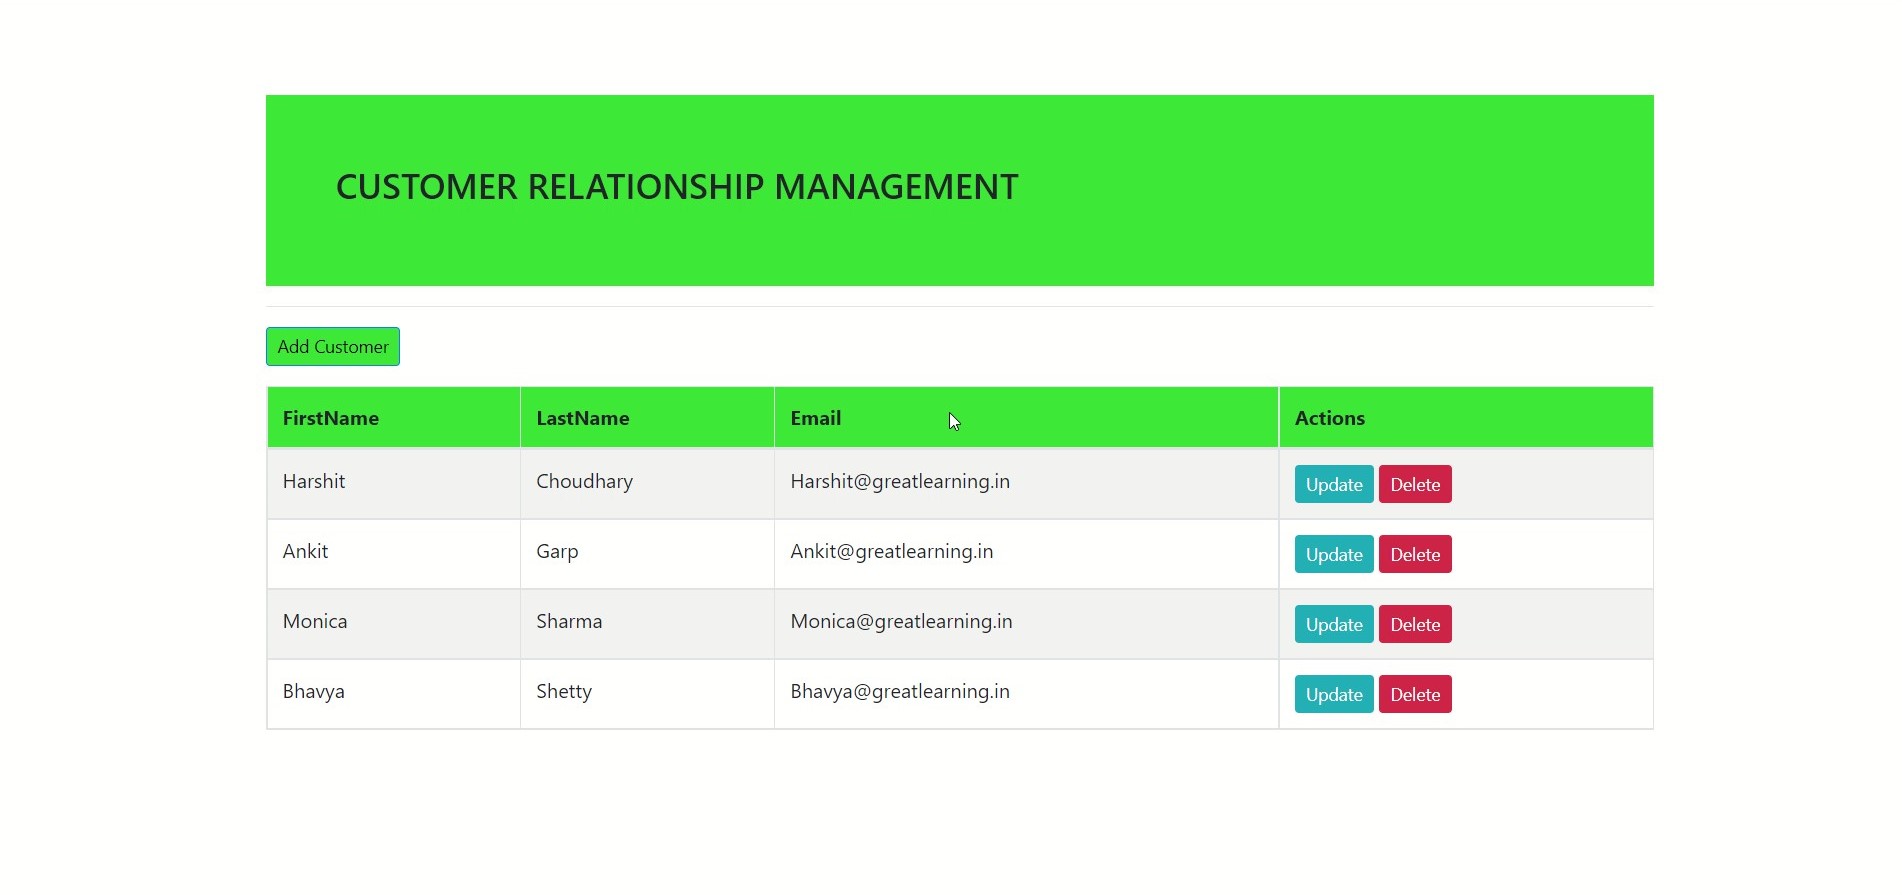 CUSTOMER RELATIONSHIP MANAGEMENT
Add Customer
FirstName LastName Email Actions
Harshit Choudhary Harshit@greatlearning.in Update Delete
Ankit Garp Ankit@greatlearning.in Update Delete
Monica Sharma Monica@greatlearning.in Update Delete
Bhavya Shetty Bhavya@greatlearning.in Update Delete